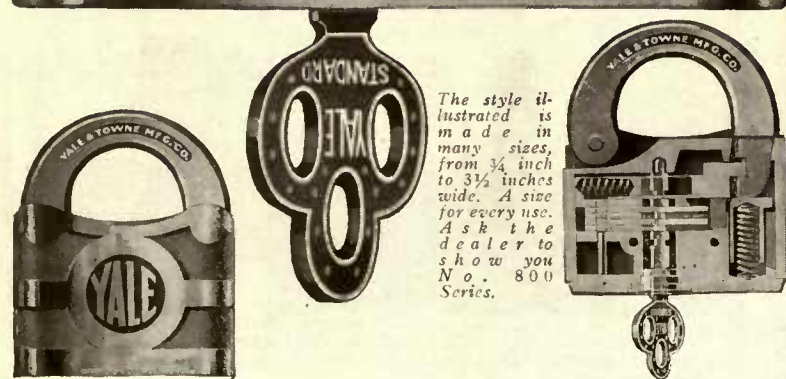 YALE & TOWNE MFG. CO.
YALE
STANDARD
YALE
The style il-
lustrated is
made in
many sizes,
from ¾ inch
to 3½ inches
wide. A size
for every use.
Ask the
dealer to
show you
No. 800
Series.
YALE & TOWNE MFG. CO.